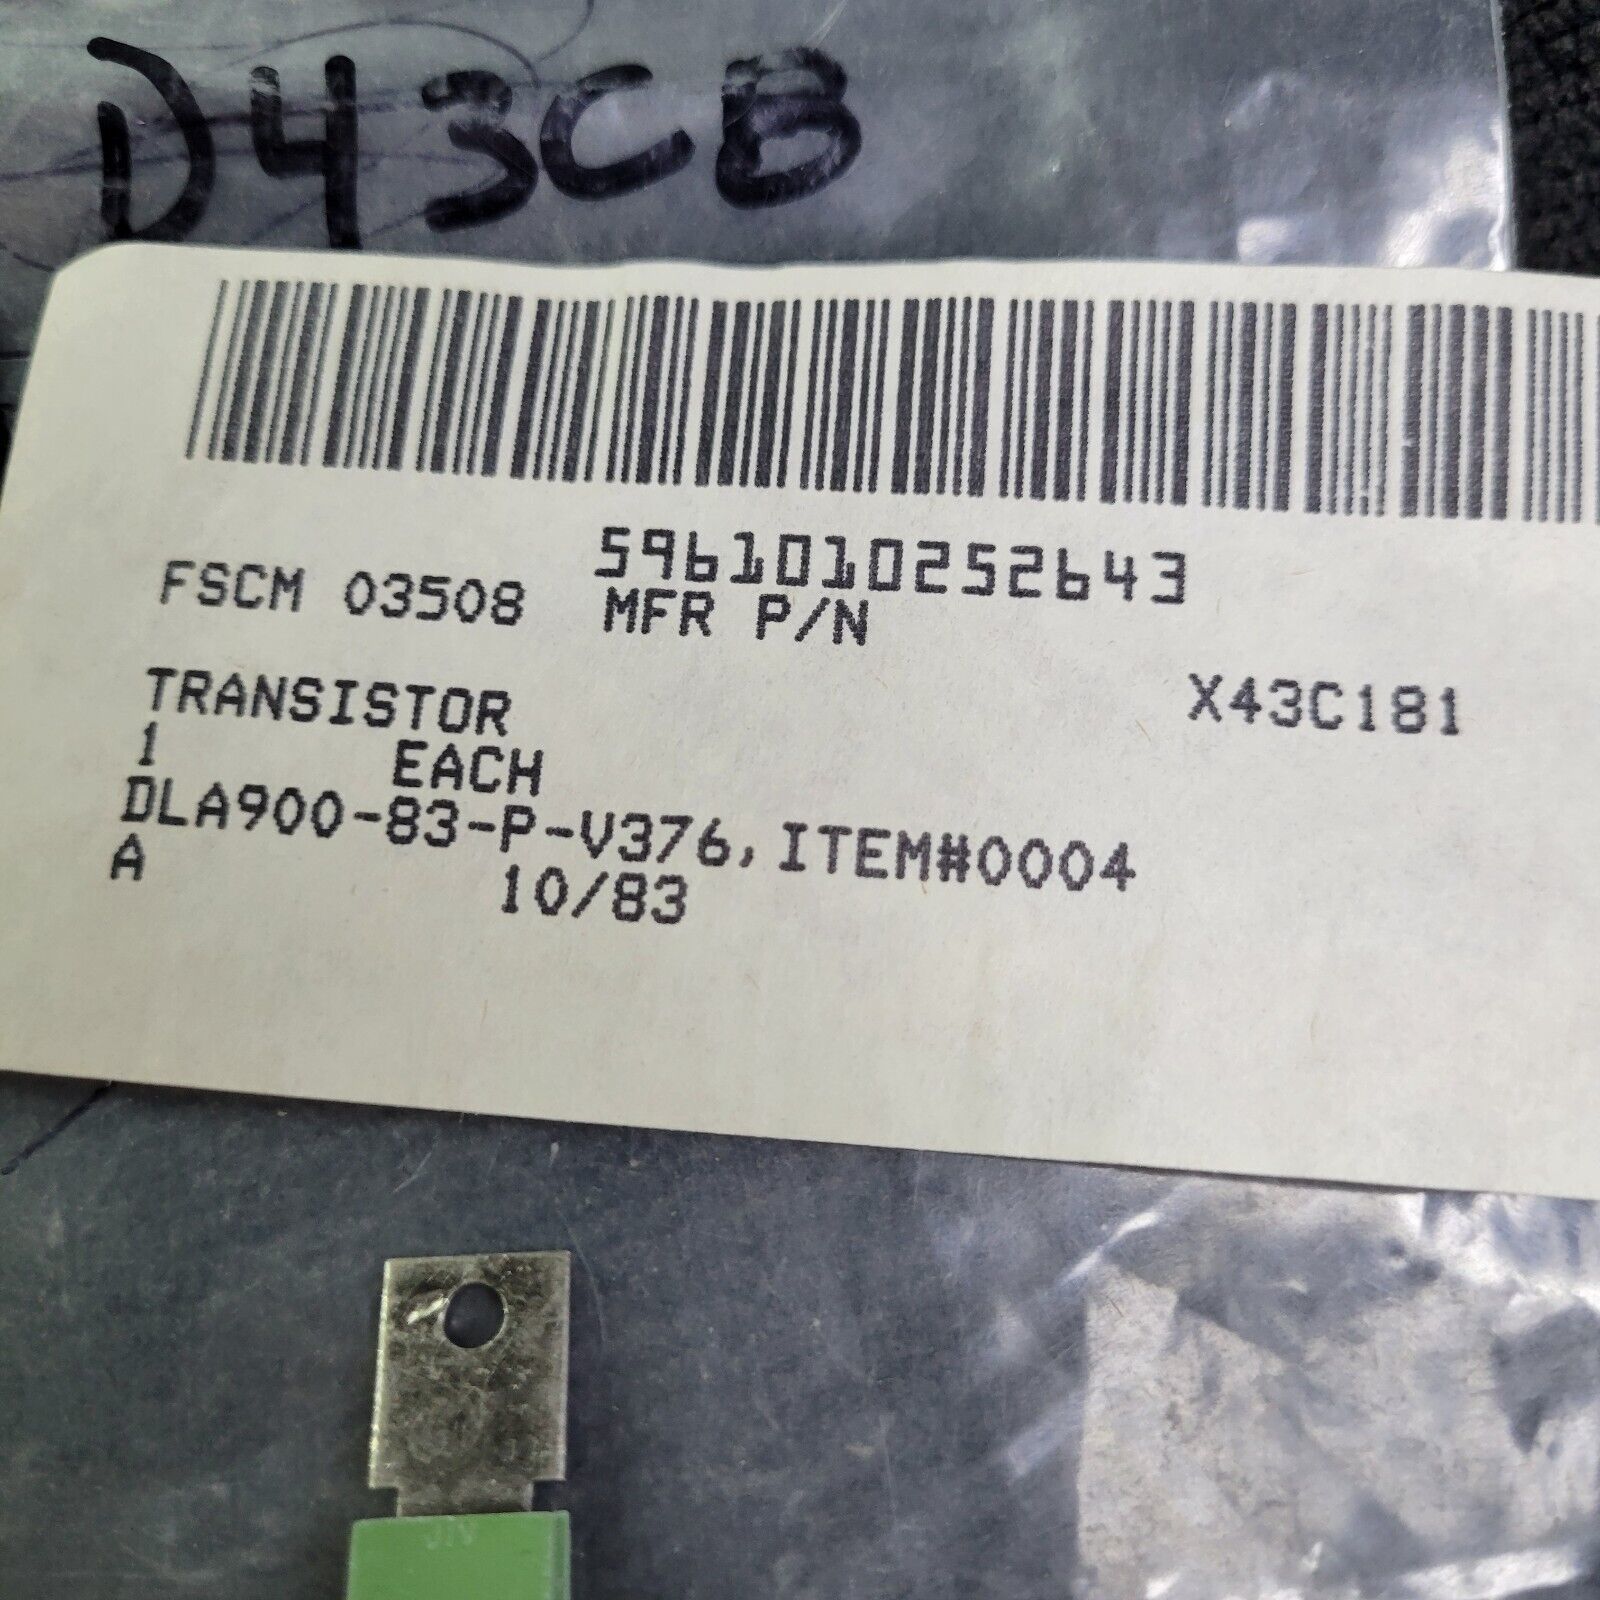 D43CB
5961010252643
FSCM 03508 MFR P/N
TRANSISTOR X43C181
1 EACH
DLA900-83-P-V376, ITEM#0004
A 10/83